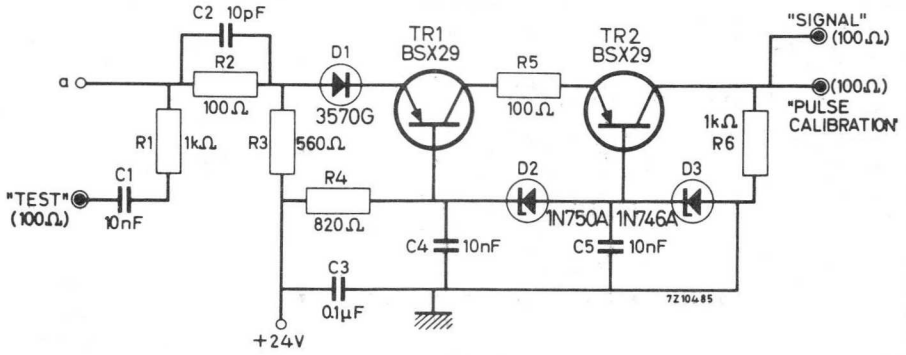 C2 10pF
R2
100Ω
a
D1
3570G
TR1
BSX29
R5
100Ω
TR2
BSX29
"SIGNAL"
(100Ω)
(100Ω)
"PULSE
CALIBRATION"
1kΩ
R6
R1 1kΩ
R3 560Ω
C1
10nF
"TEST"
(100Ω)
R4
820Ω
D2
1N750A
D3
1N746A
C4 10nF
C5 10nF
C3
0.1μF
+24V
7Z10485